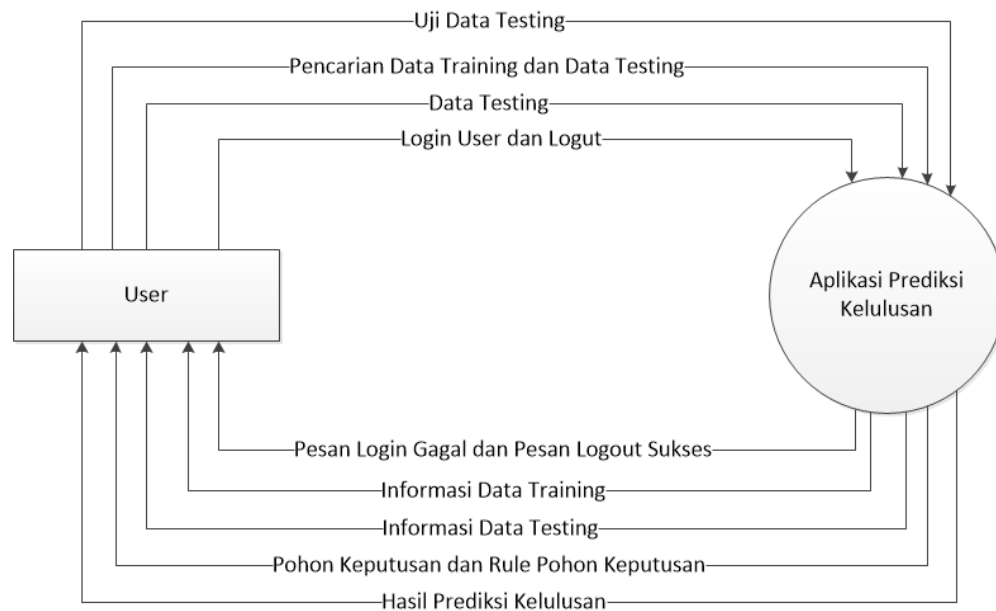 Uji Data Testing
Pencarian Data Training dan Data Testing
Data Testing
Login User dan Logut
User
Aplikasi Prediksi
Kelulusan
Pesan Login Gagal dan Pesan Logout Sukses
Informasi Data Training
Informasi Data Testing
Pohon Keputusan dan Rule Pohon Keputusan
Hasil Prediksi Kelulusan